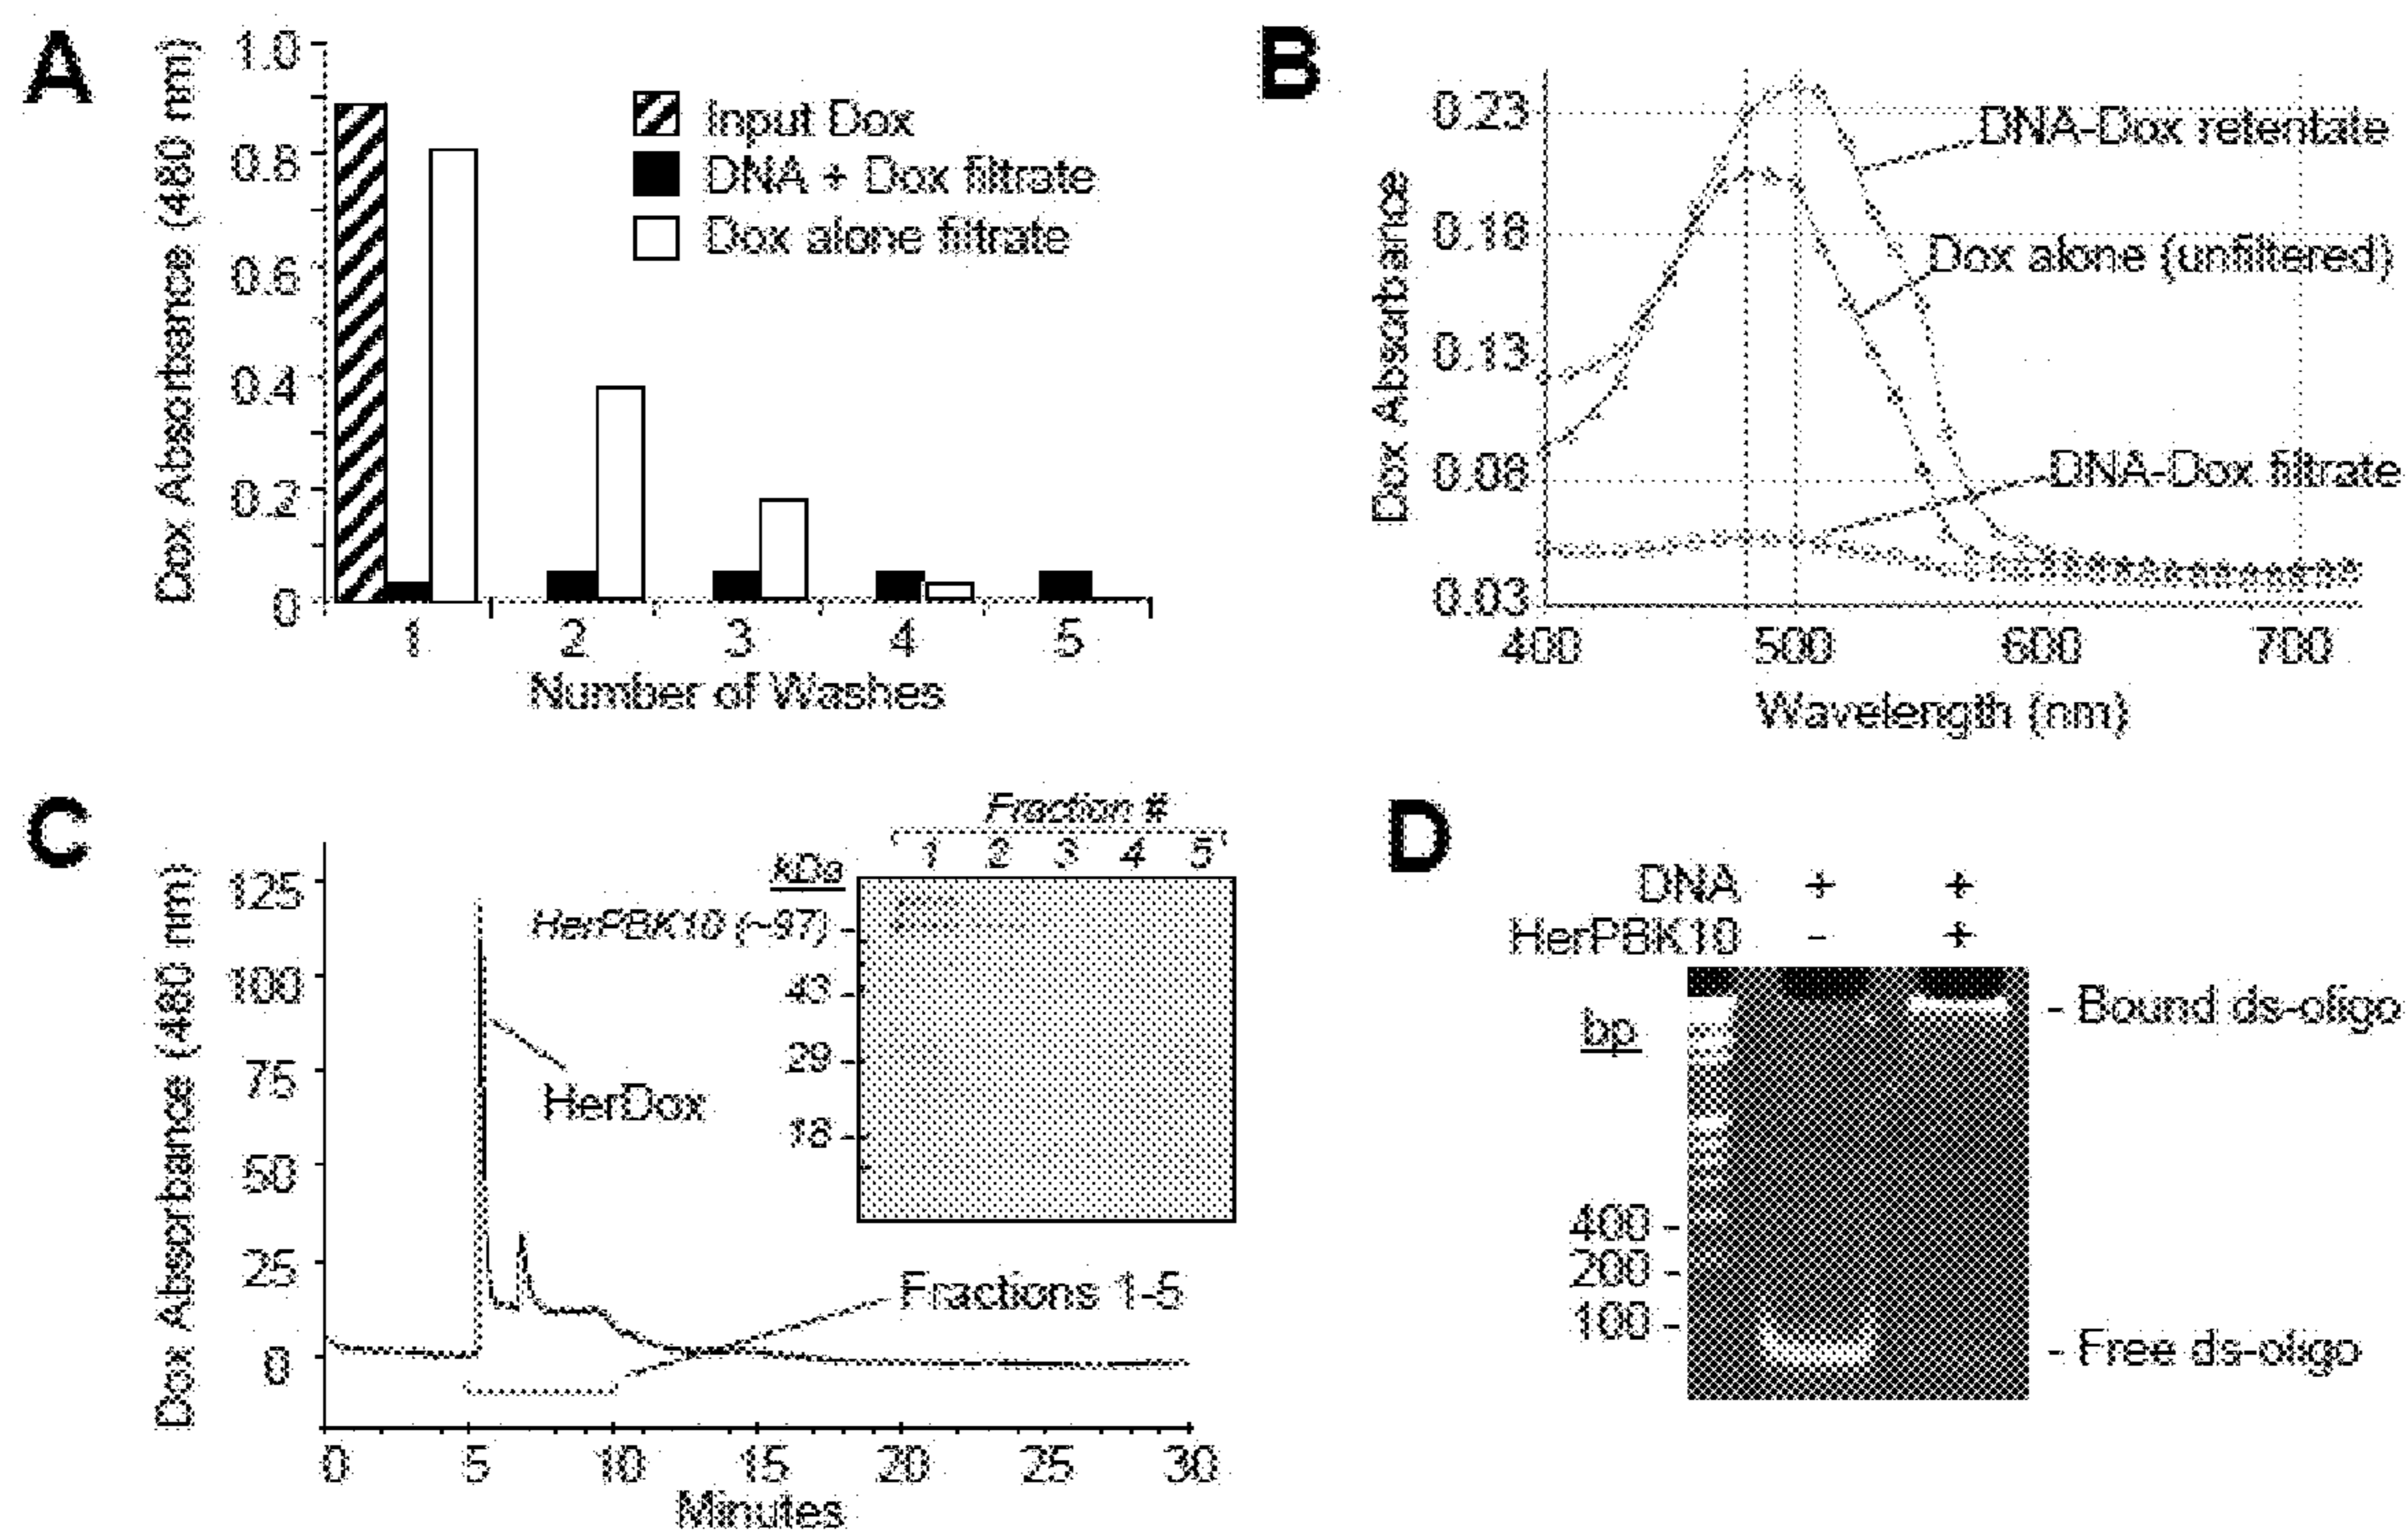 A
Dox Absorbance (480 nm)
1.0
0.8
0.6
0.4
0.2
0
Input Dox
DNA + Dox filtrate
Dox alone filtrate
1 2 3 4 5
Number of Washes
B
Dox Absorbance
0.23
0.18
0.13
0.08
0.03
DNA-Dox retentate
Dox alone (unfiltered)
DNA-Dox filtrate
400 500 600 700
Wavelength (nm)
C
Dox Absorbance (480 nm)
125
100
75
50
25
0
HerDox
Fraction #
1 2 3 4 5
kDa
HerPBK10 (~97)
43
29
18
Fractions 1-5
0 5 10 15 20 25 30
Minutes
D
DNA + +
HerPBK10 - +
bp
400 -
200 -
100 -
- Bound ds-oligo
- Free ds-oligo